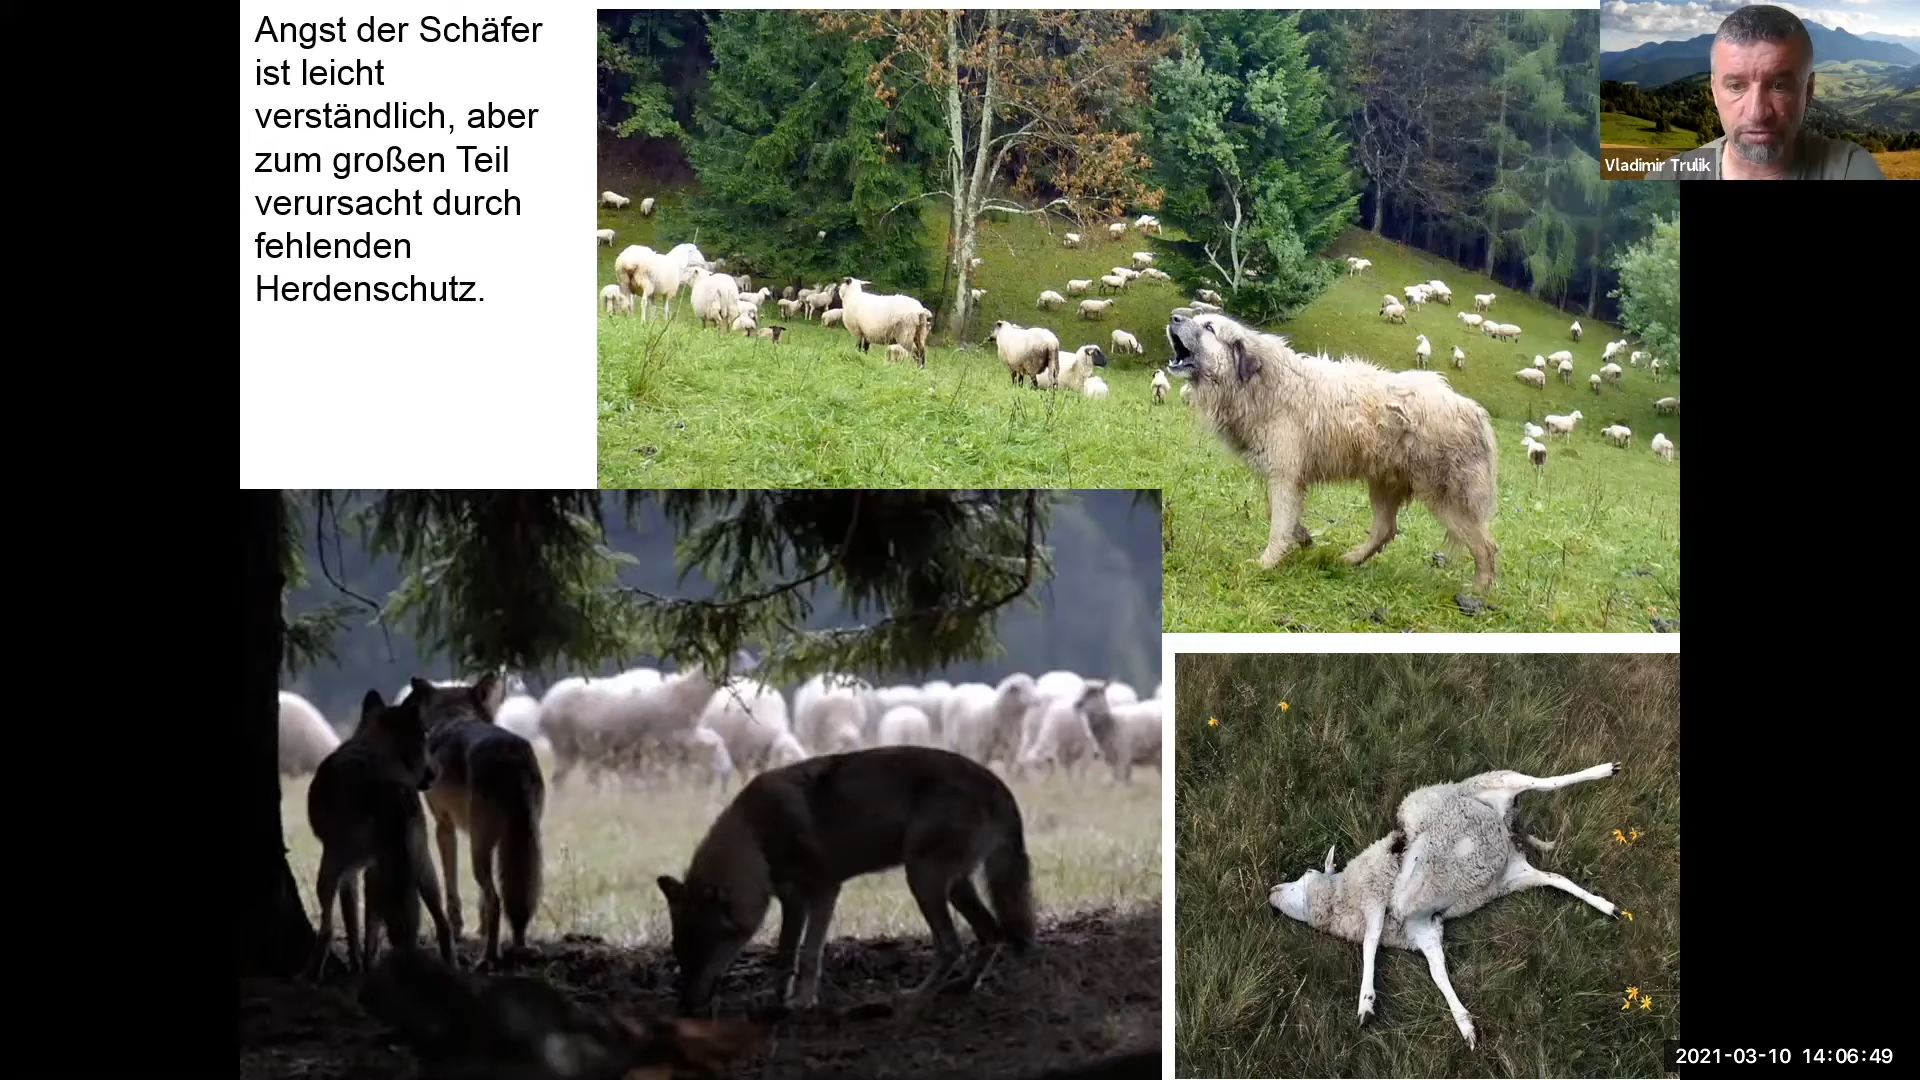 Angst der Schäfer
ist leicht
verständlich, aber
zum großen Teil
verursacht durch
fehlenden
Herdenschutz.
Vladimir Trulik
2021-03-10 14:06:49